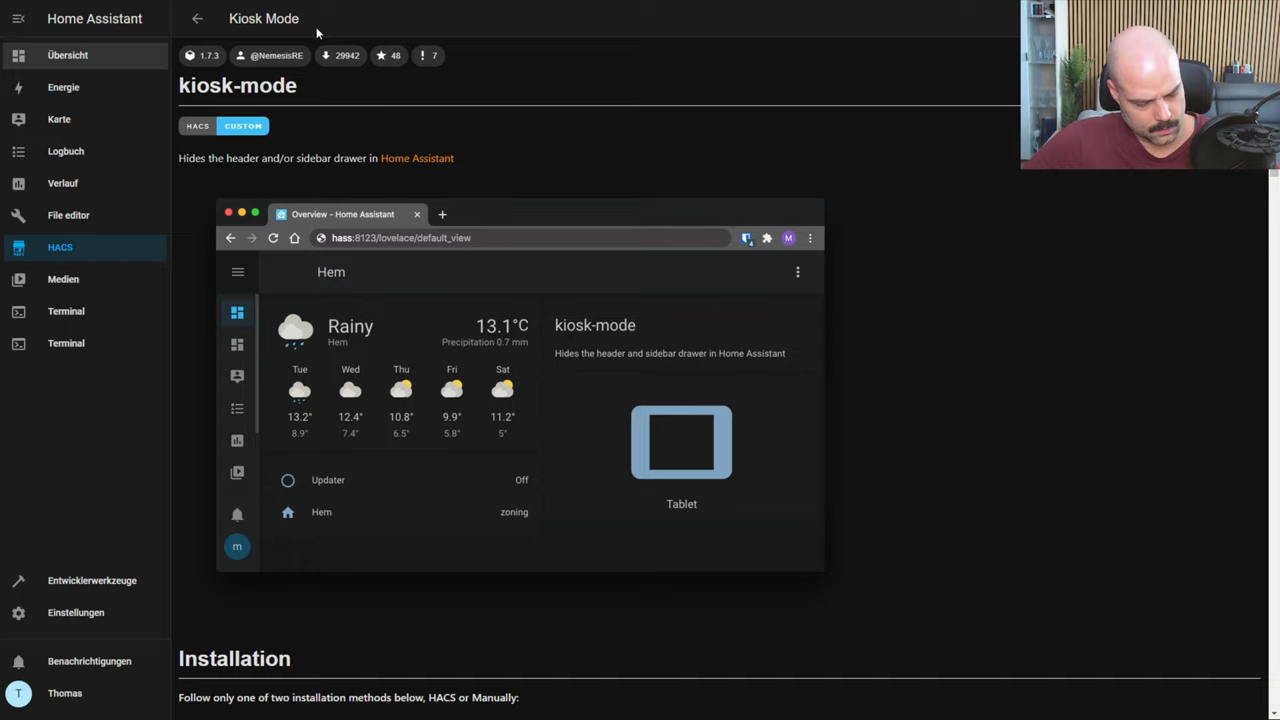 Home Assistant
Übersicht
Energie
Karte
Logbuch
Verlauf
File editor
HACS
Medien
Terminal
Terminal
Entwicklerwerkzeuge
Einstellungen
Benachrichtigungen
T Thomas
Kiosk Mode
1.7.3 @NemesisRE 29942 48 7
kiosk-mode
HACS CUSTOM
Hides the header and/or sidebar drawer in Home Assistant
Overview - Home Assistant
hass:8123/lovelace/default_view
4 M
Hem
Rainy 13.1°C
Hem Precipitation 0.7 mm
Tue Wed Thu Fri Sat
13.2° 12.4° 10.8° 9.9° 11.2°
8.9° 7.4° 6.5° 5.8° 5°
Updater Off
Hem zoning
m
kiosk-mode
Hides the header and sidebar drawer in Home Assistant
Tablet
Installation
Follow only one of two installation methods below, HACS or Manually: